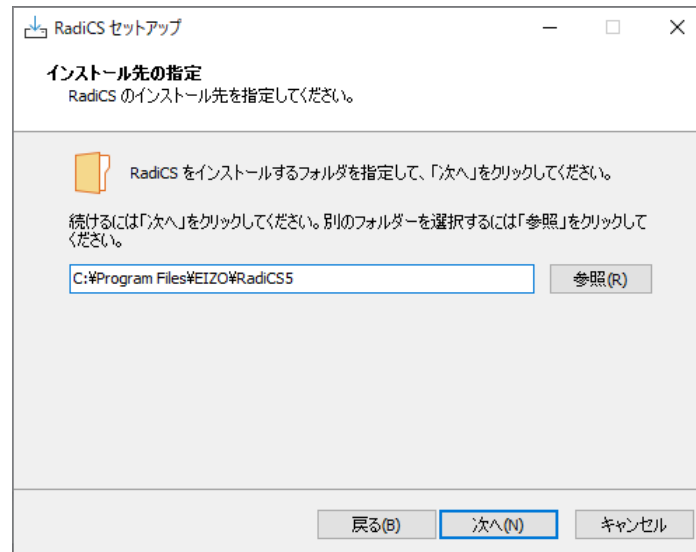 RadiCS セットアップ
インストール先の指定
RadiCS のインストール先を指定してください。
RadiCS をインストールするフォルダを指定して、「次へ」をクリックしてください。
続けるには「次へ」をクリックしてください。別のフォルダーを選択するには「参照」をクリックして
ください。
C:¥Program Files¥EIZO¥RadiCS5
参照(R)
戻る(B)
次へ(N)
キャンセル